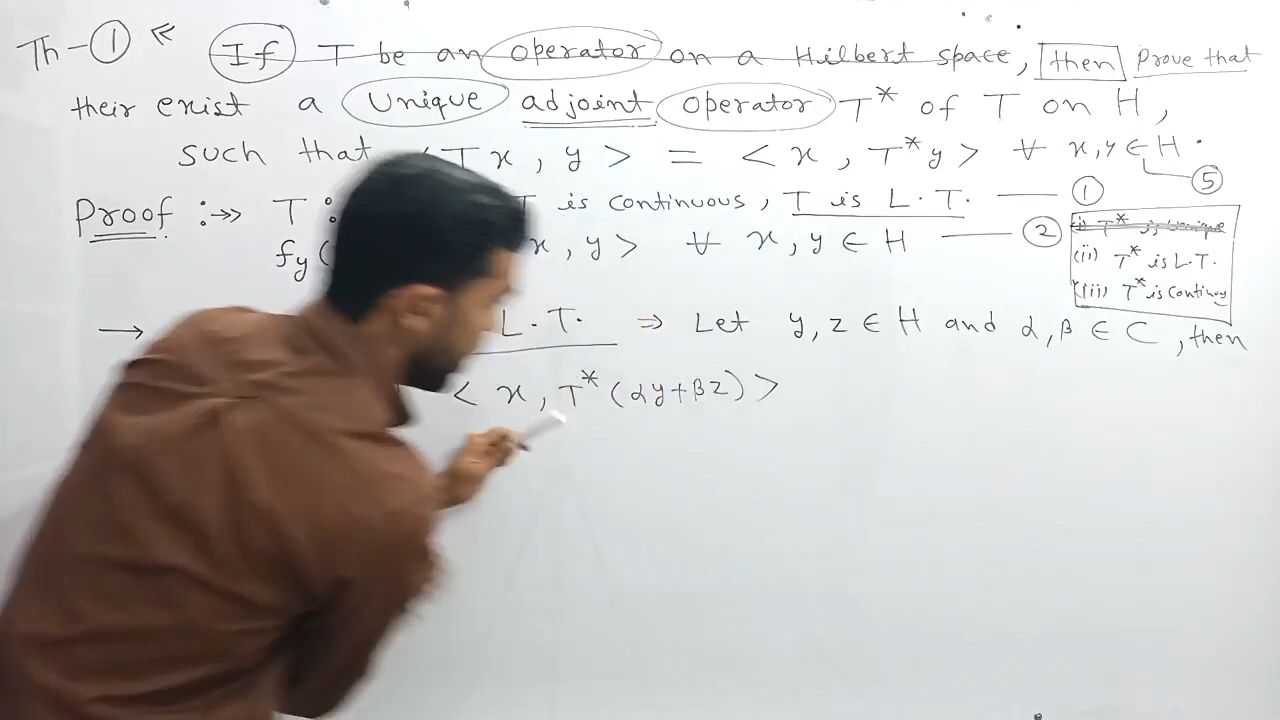 Th-① If T be an operator on a Hilbert space, then Prove that
their exist a Unique adjoint operator T* of T on H,
such that <Tx, y> = <x, T*y> ∀ x,y ∈ H. ⑤
Proof :→ T : is continuous, T is L.T. — ①
fy( x, y> ∀ x, y ∈ H — ②
(i) T* is Unique
(ii) T* is L.T.
(iii) T* is continuous
→ L.T. ⇒ Let y, z ∈ H and α, β ∈ C, then
< x, T*(αy+βz) >